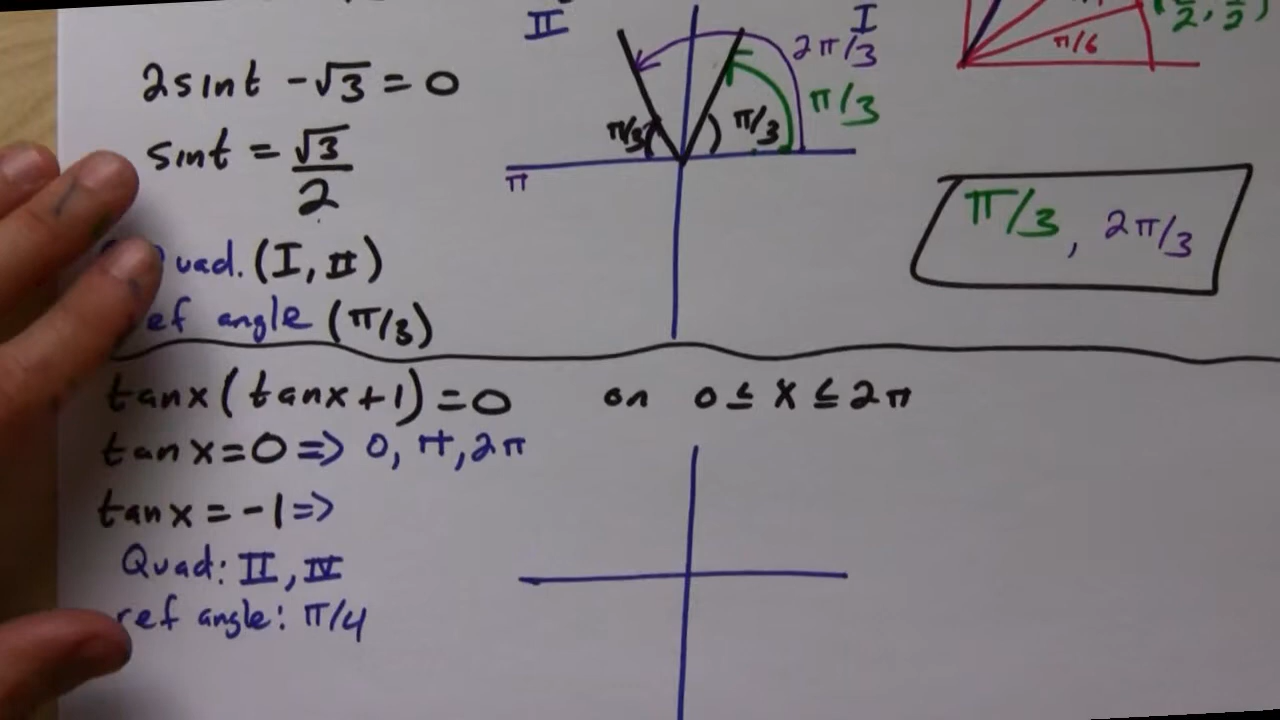 2sint - √3 = 0
sint = √3/2
Quad. (I, II)
ref angle (π/3)
II
I
2π/3
π/3
π/3
π/3
π
π/6
π/3, 2π/3
tanx(tanx+1)=0 on 0 ≤ x ≤ 2π
tanx=0 => 0, π, 2π
tanx = -1 =>
Quad: II, IV
ref angle: π/4